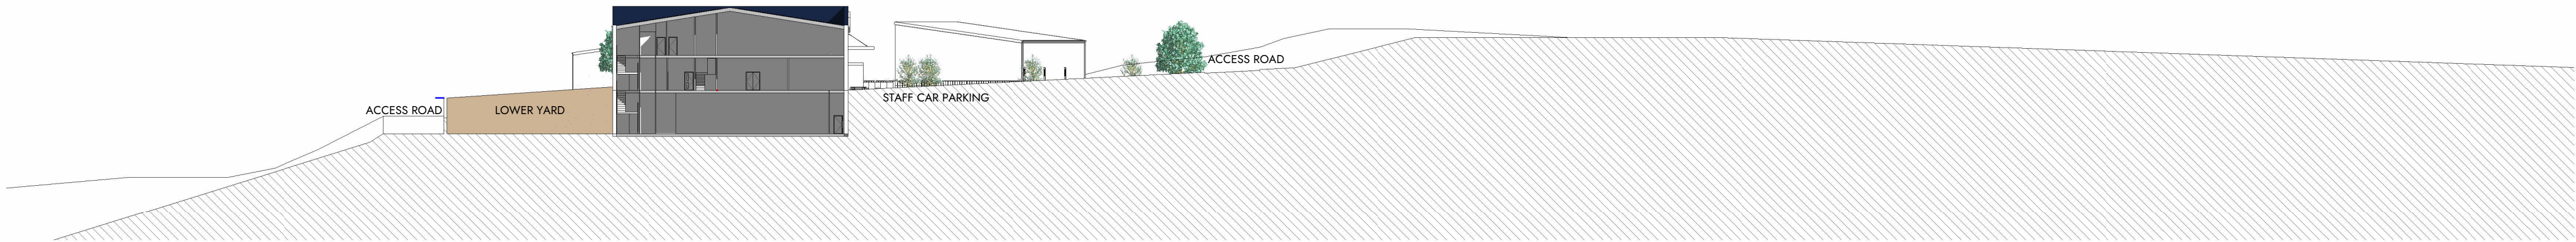 ACCESS ROAD
ACCESS ROAD
LOWER YARD
STAFF CAR PARKING